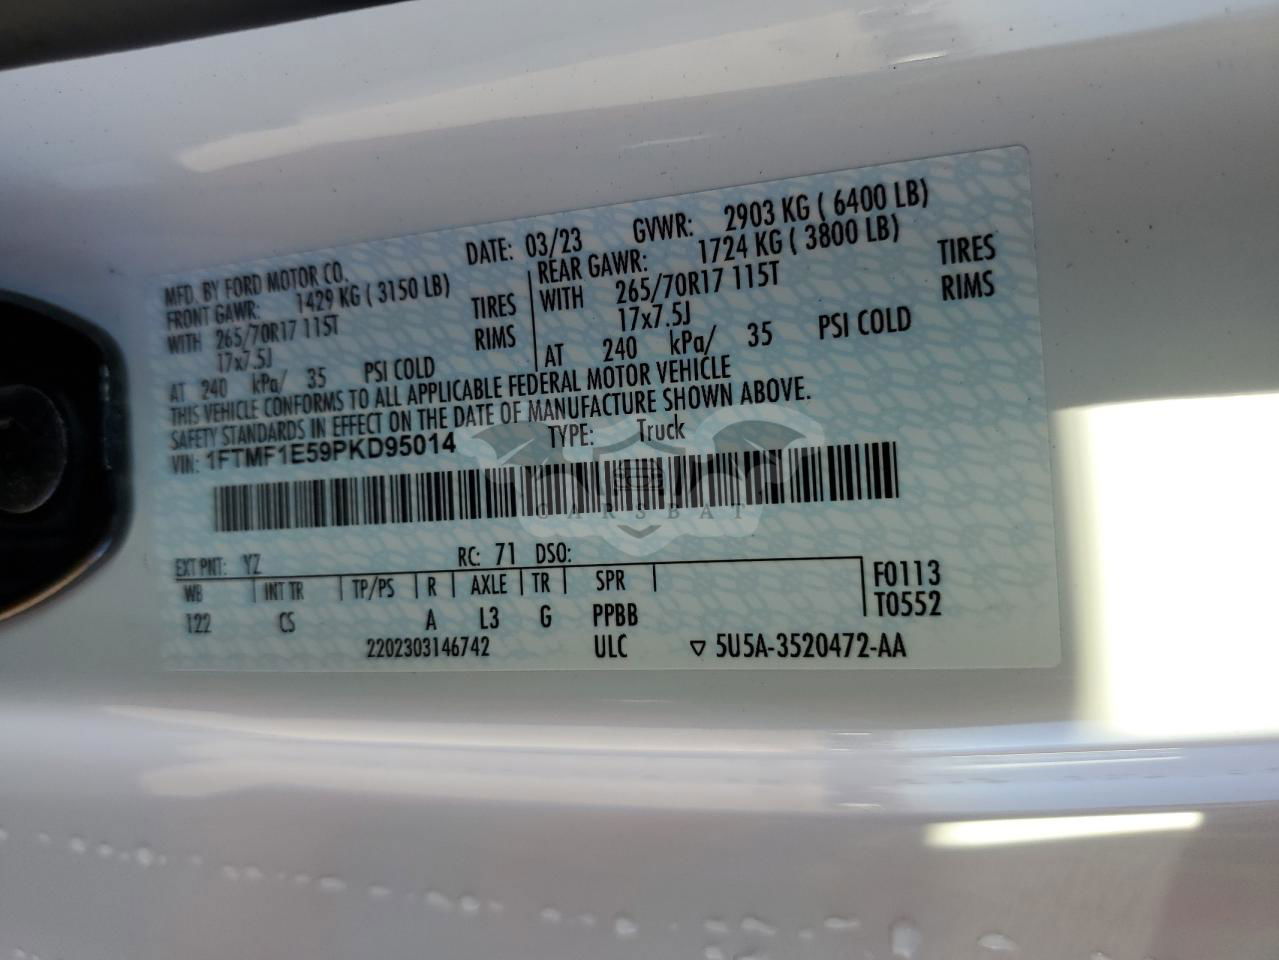 MFD. BY FORD MOTOR CO.
DATE: 03/23 GVWR: 2903 KG ( 6400 LB)
FRONT GAWR: 1429 KG ( 3150 LB) REAR GAWR: 1724 KG ( 3800 LB)
WITH 265/70R17 115T TIRES WITH 265/70R17 115T TIRES
17x7.5J RIMS 17x7.5J RIMS
AT 240 kPa/ 35 PSI COLD AT 240 kPa/ 35 PSI COLD
THIS VEHICLE CONFORMS TO ALL APPLICABLE FEDERAL MOTOR VEHICLE
SAFETY STANDARDS IN EFFECT ON THE DATE OF MANUFACTURE SHOWN ABOVE.
VIN: 1FTMF1E59PKD95014 TYPE: Truck
CARSBAT
EXT PNT: YZ RC: 71 DSO:
WB INT TR TP/PS R AXLE TR SPR F0113
122 CS A L3 G PPBB T0552
2202303146742 ULC ▽ 5U5A-3520472-AA